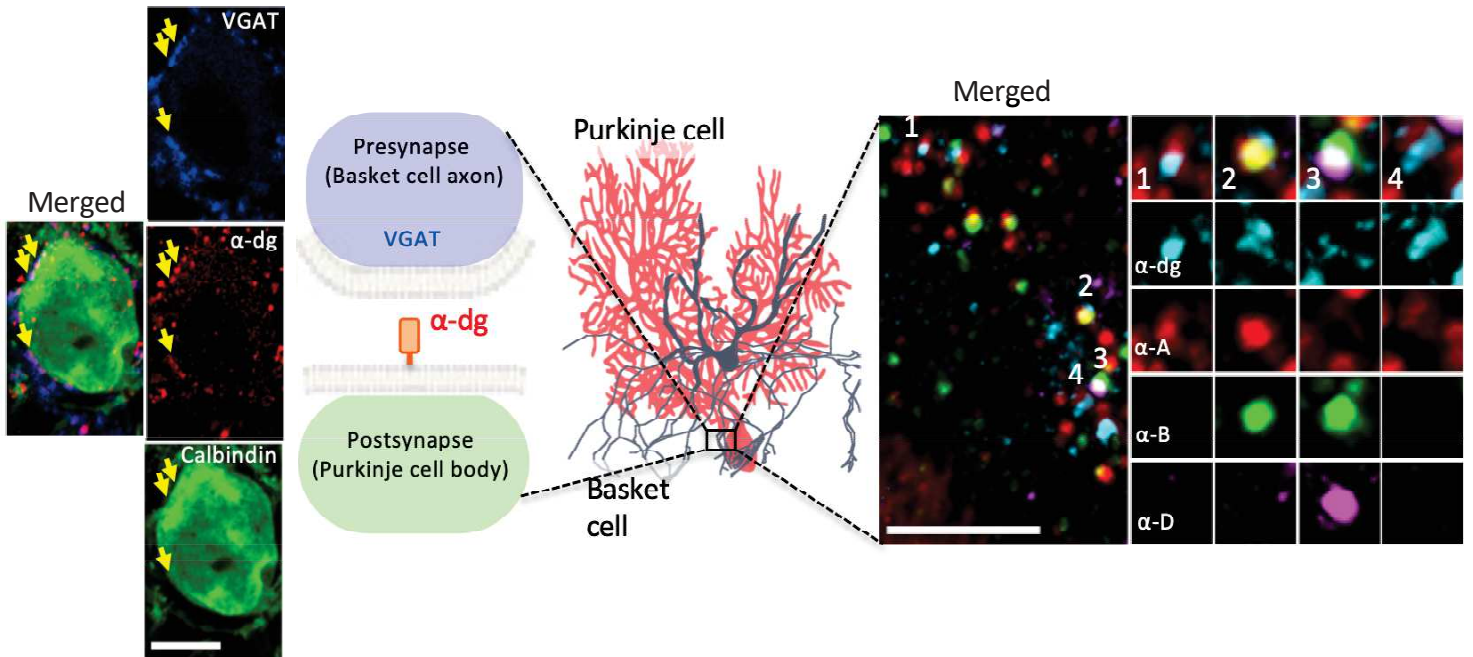 VGAT
Merged
α-dg
Calbindin
Presynapse
(Basket cell axon)
VGAT
α-dg
Postsynapse
(Purkinje cell body)
Purkinje cell
Basket
cell
Merged
1
2
3
4
1 2 3 4
α-dg
α-A
α-B
α-D